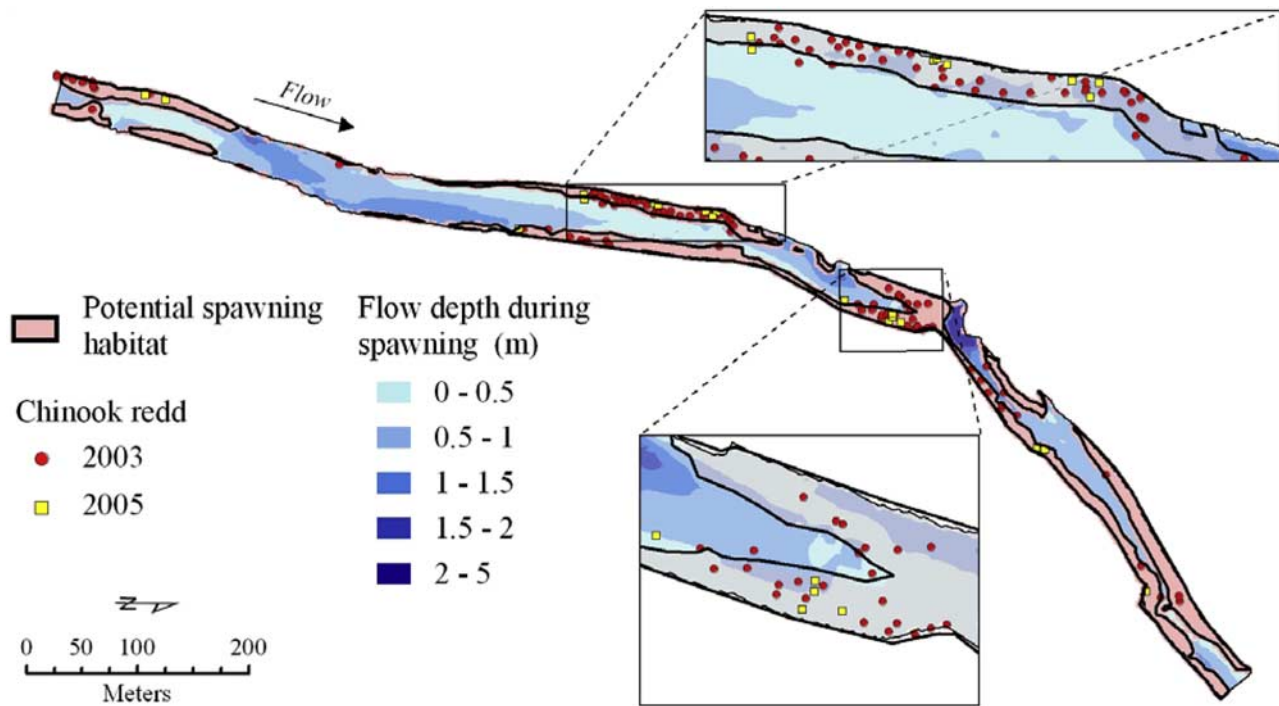 Flow
Potential spawning
habitat
Chinook redd
2003
2005
Flow depth during
spawning (m)
0 - 0.5
0.5 - 1
1 - 1.5
1.5 - 2
2 - 5
N
0 50 100 200
Meters